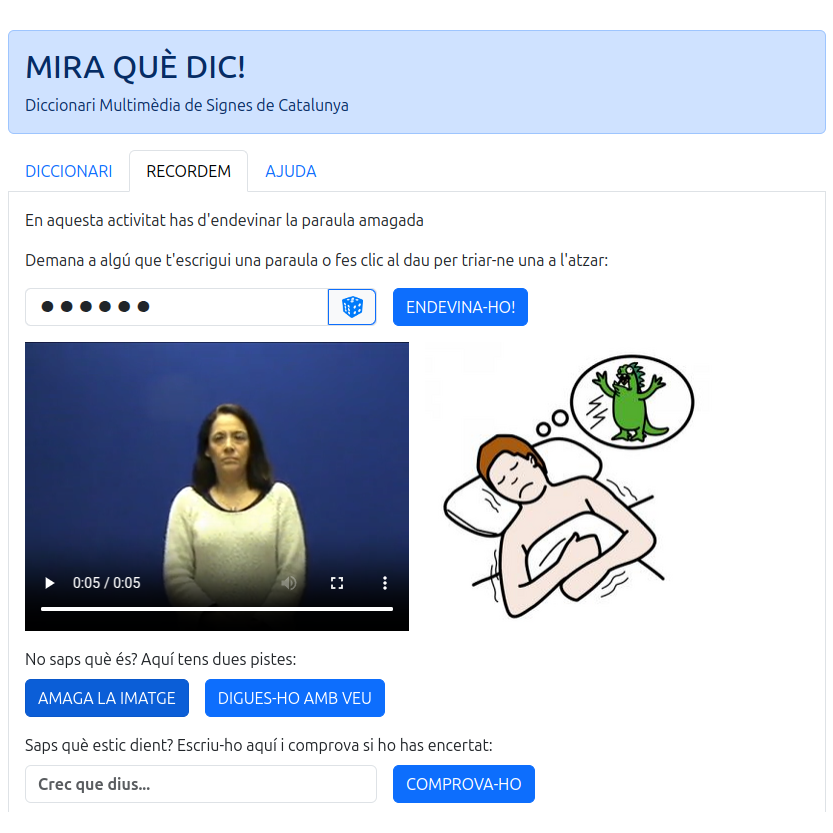 MIRA QUÈ DIC!
Diccionari Multimèdia de Signes de Catalunya
DICCIONARI RECORDEM AJUDA
En aquesta activitat has d'endevinar la paraula amagada
Demana a algú que t'escrigui una paraula o fes clic al dau per triar-ne una a l'atzar:
●●●●●● ENDEVINA-HO!
0:05 / 0:05
No saps què és? Aquí tens dues pistes:
AMAGA LA IMATGE DIGUES-HO AMB VEU
Saps què estic dient? Escriu-ho aquí i comprova si ho has encertat:
Crec que dius... COMPROVA-HO